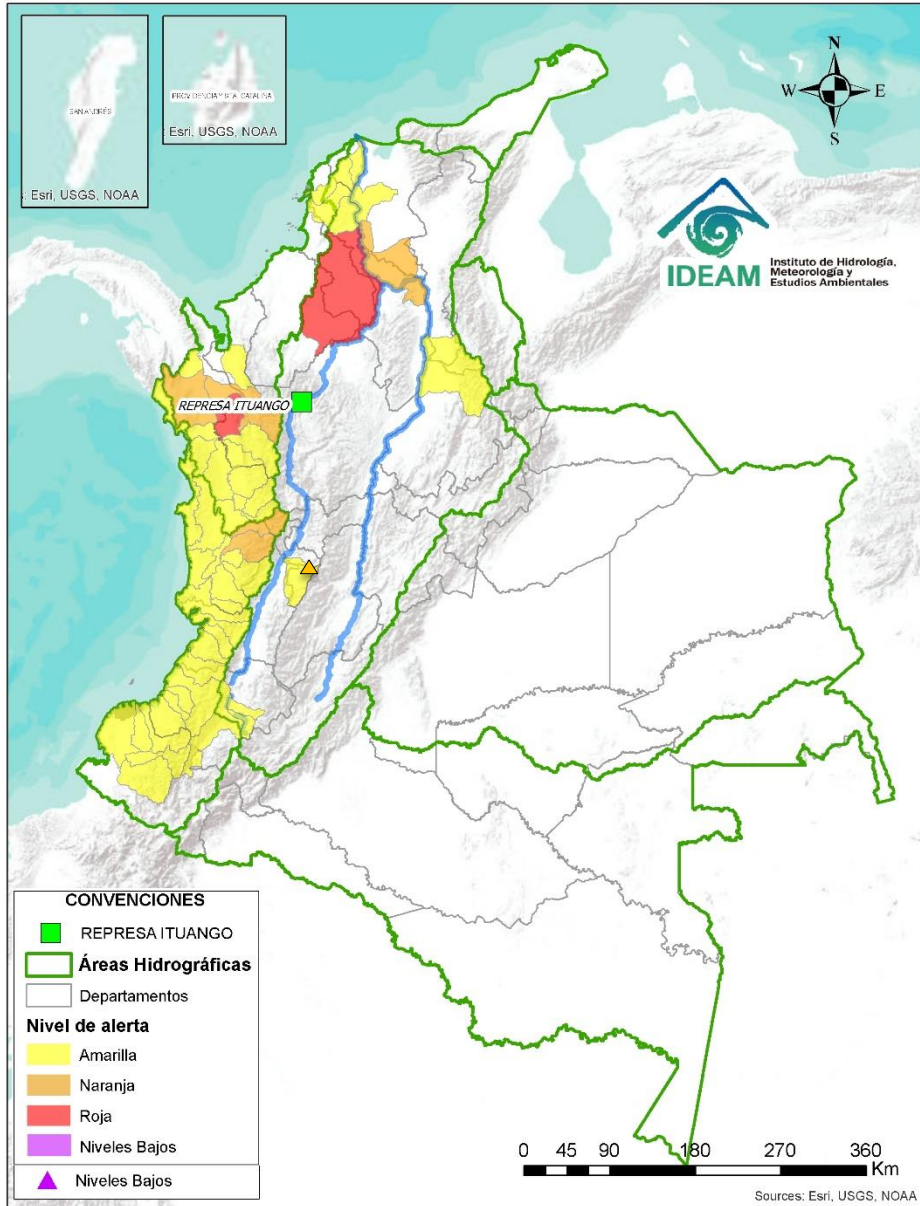 SAN ANDRÉS
: Esri, USGS, NOAA
PROVIDENCIA Y STA. CATALINA
: Esri, USGS, NOAA
N
W
E
S
IDEAM
Instituto de Hidrología,
Meteorología y
Estudios Ambientales
REPRESA ITUANGO
CONVENCIONES
REPRESA ITUANGO
Áreas Hidrográficas
Departamentos
Nivel de alerta
Amarilla
Naranja
Roja
Niveles Bajos
Niveles Bajos
0 45 90 180 270 360
Km
Sources: Esri, USGS, NOAA